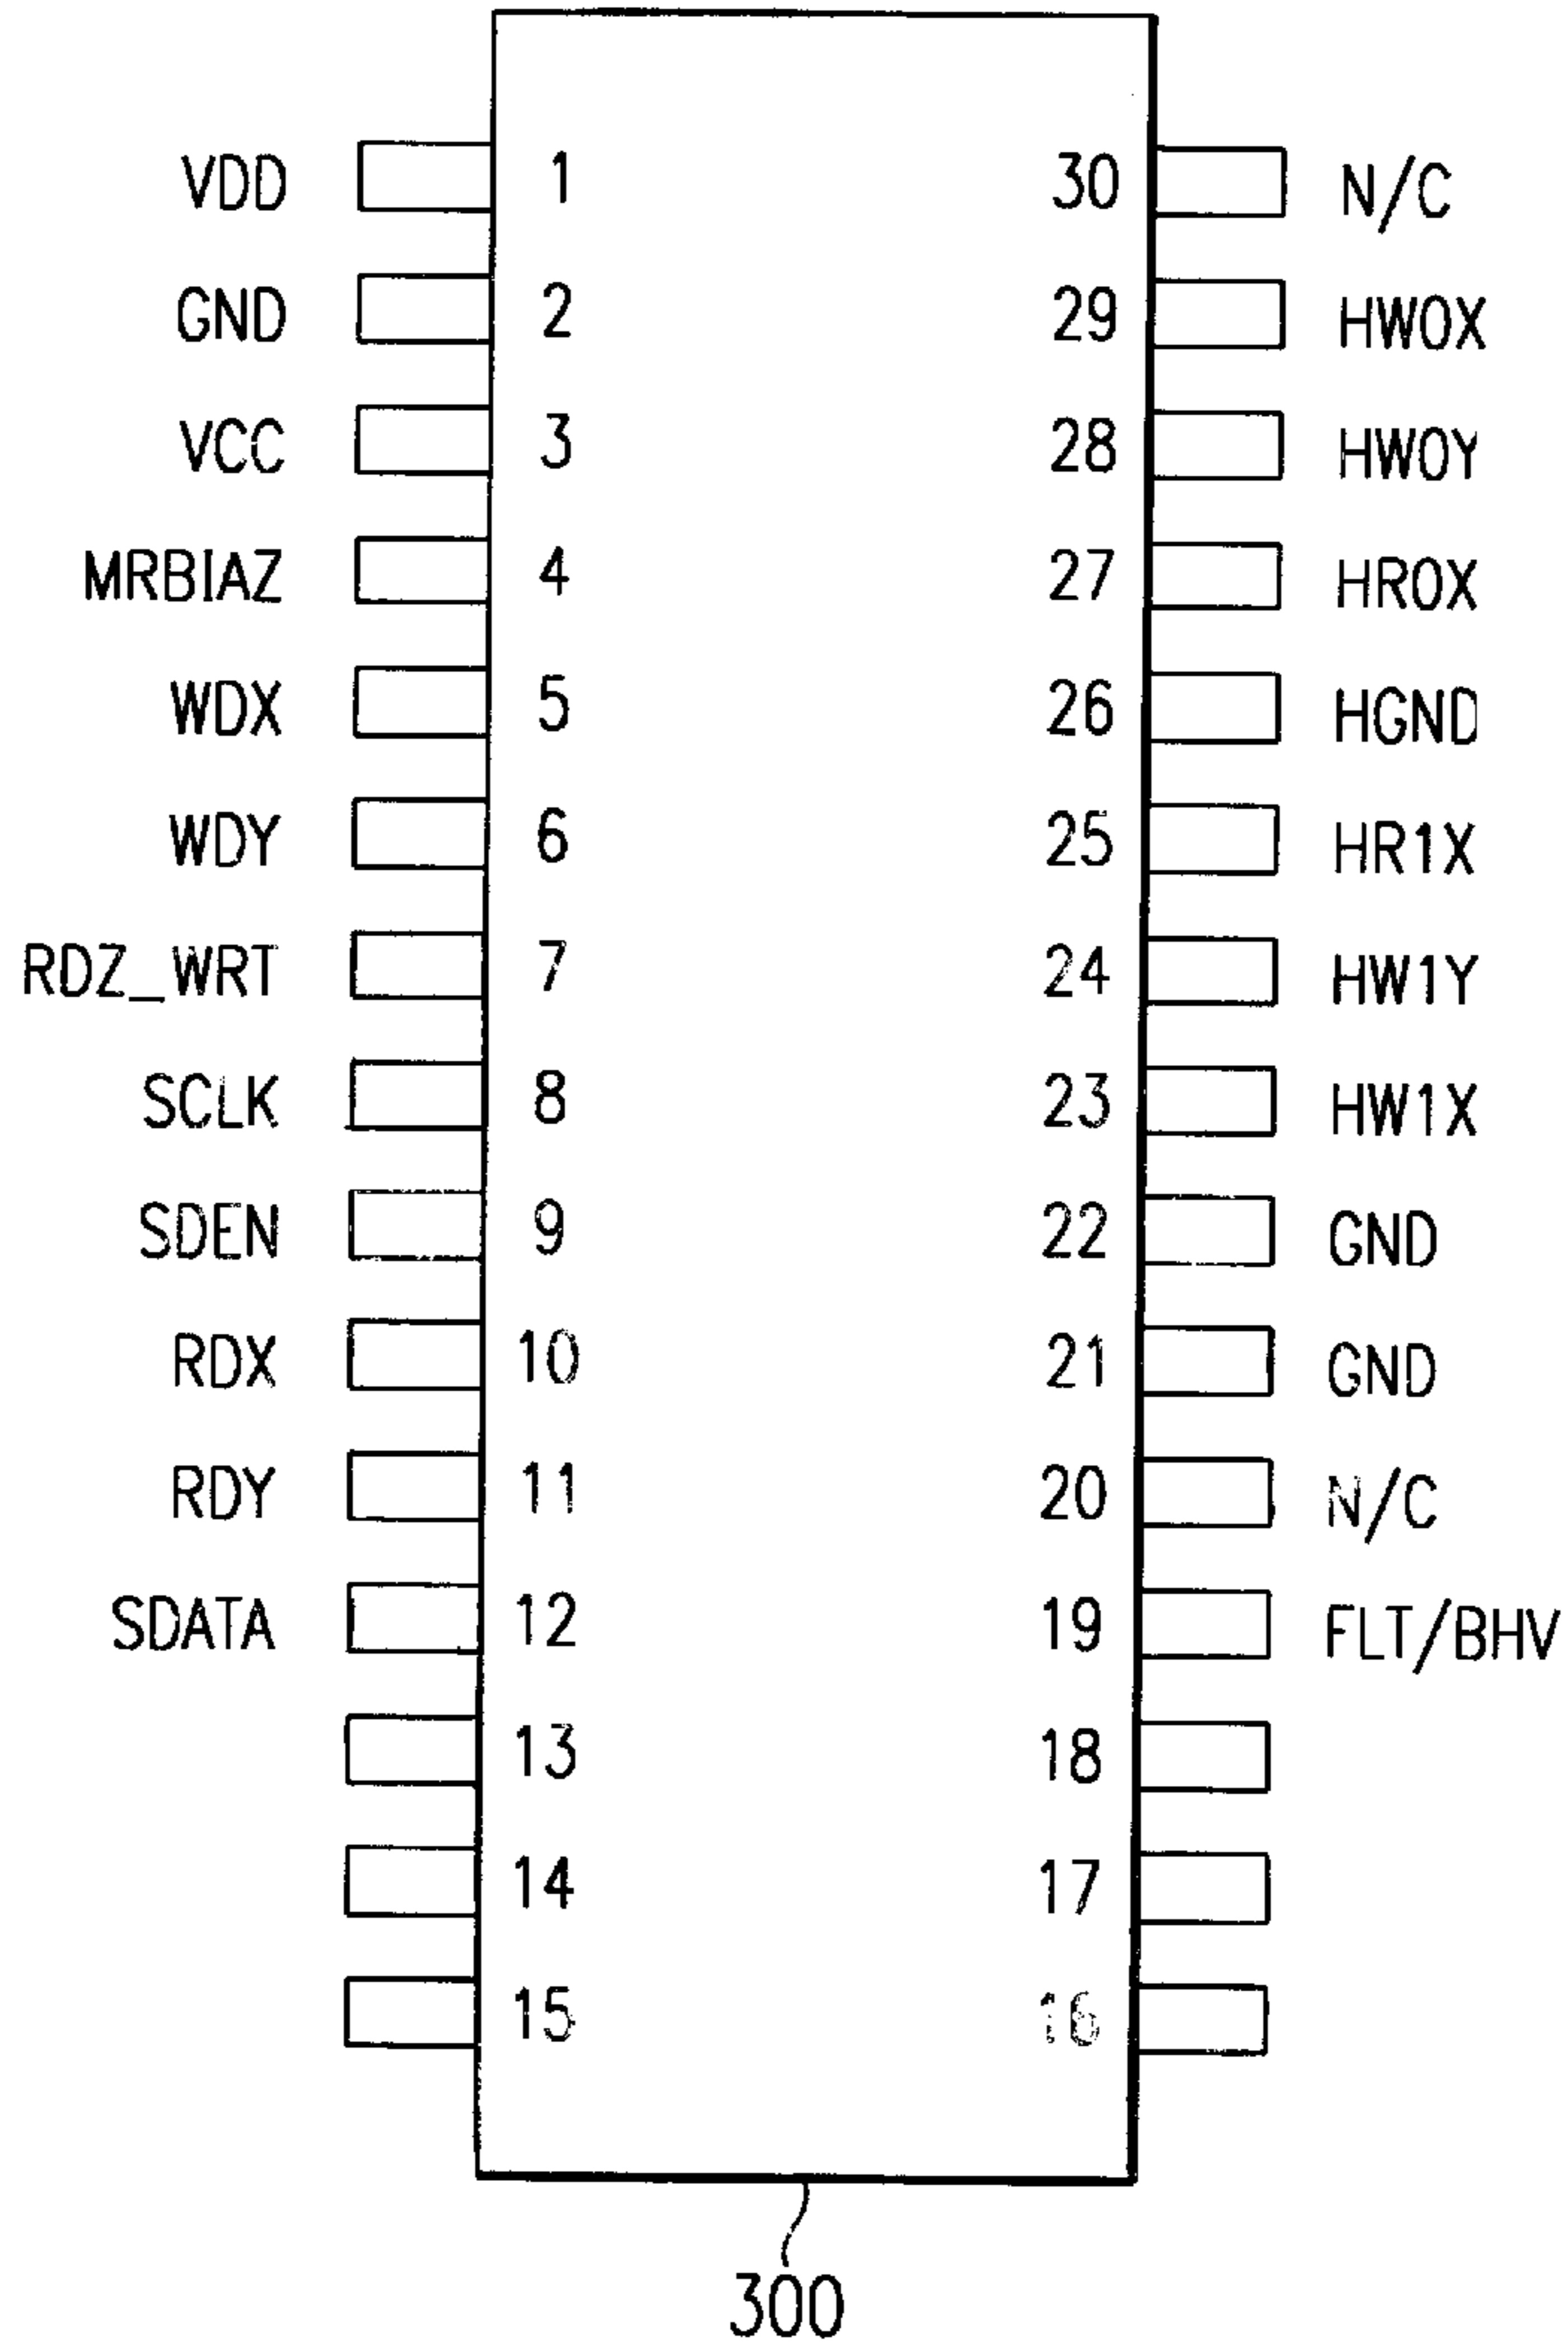 VDD 1 30 N/C
GND 2 29 HW0X
VCC 3 28 HW0Y
MRBIAZ 4 27 HR0X
WDX 5 26 HGND
WDY 6 25 HR1X
RDZ_WRT 7 24 HW1Y
SCLK 8 23 HW1X
SDEN 9 22 GND
RDX 10 21 GND
RDY 11 20 N/C
SDATA 12 19 FLT/BHV
13 18
14 17
15 16
300